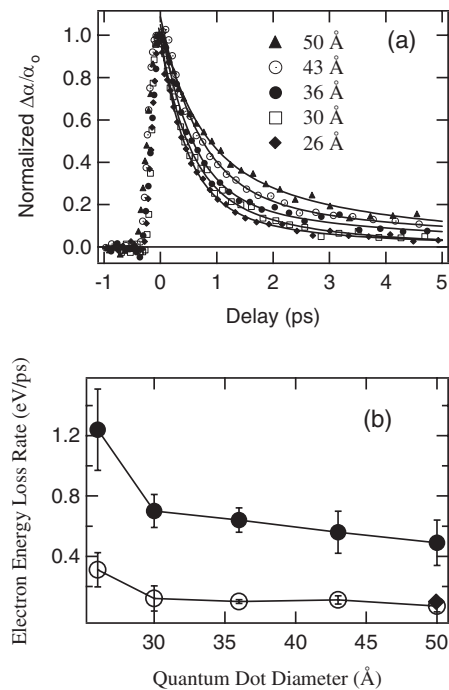 (a)
50 Å
43 Å
36 Å
30 Å
26 Å
Normalized Δα/α₀
1.0
0.8
0.6
0.4
0.2
0.0
-1 0 1 2 3 4 5
Delay (ps)
(b)
Electron Energy Loss Rate (eV/ps)
1.2
0.8
0.4
30 35 40 45 50
Quantum Dot Diameter (Å)